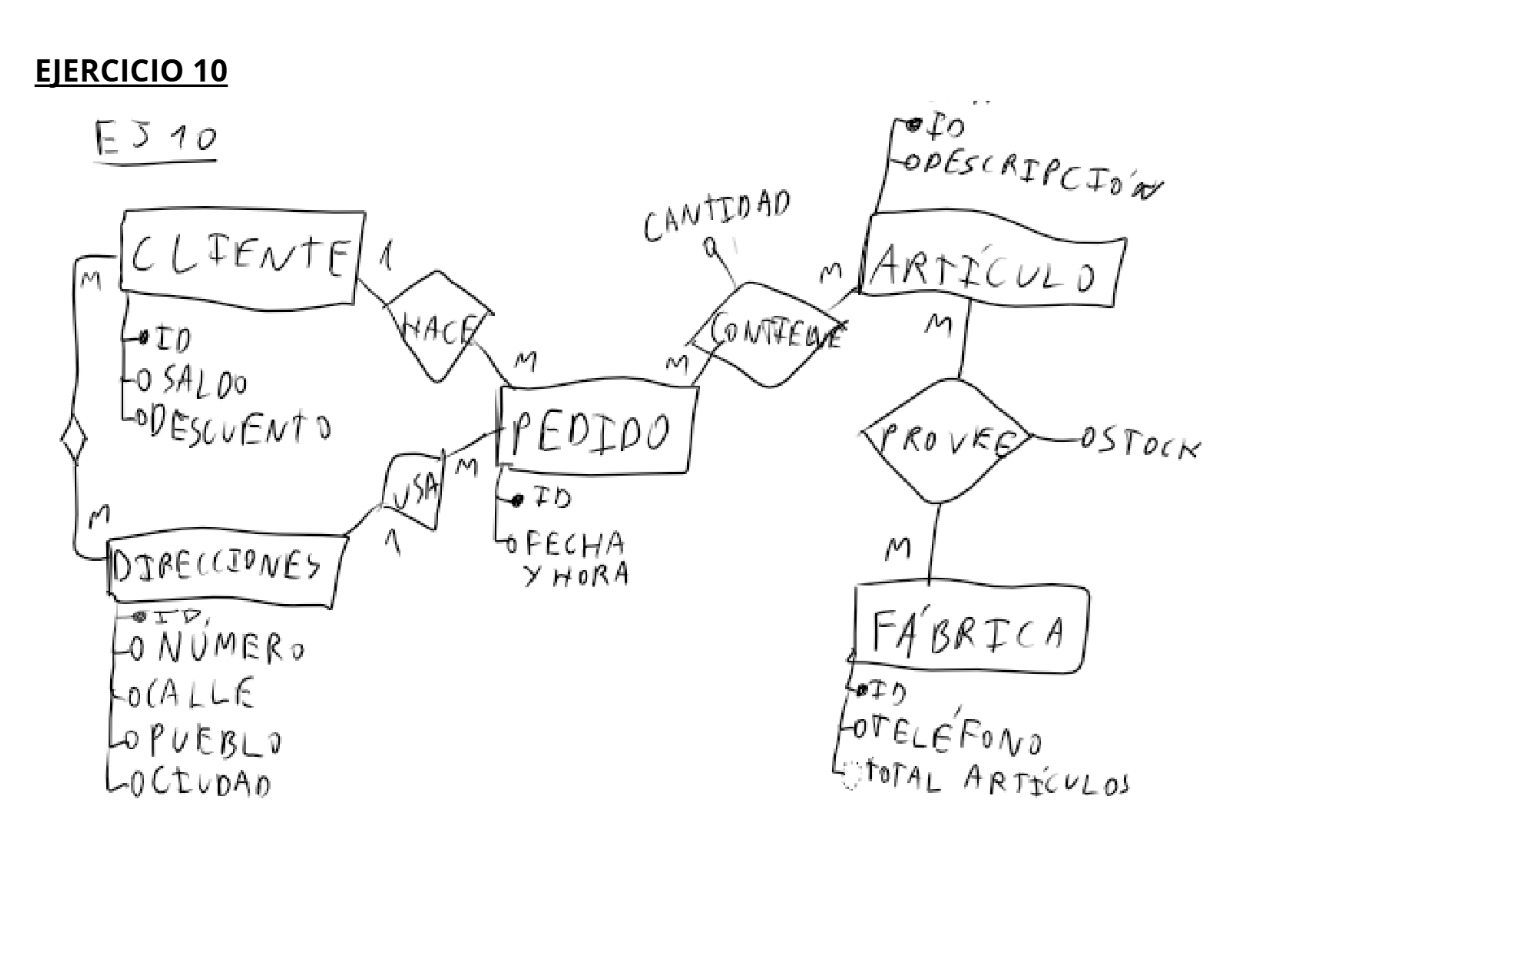 EJERCICIO 10
EJ 10
ID
DESCRIPCIÓN
CANTIDAD
CLIENTE
1
M
HACE
M
CONTIENE
M
ARTÍCULO
ID
SALDO
DESCUENTO
M
M
PEDIDO
PROVEE
STOCK
M
USA
M
1
ID
FECHA
Y HORA
DIRECCIONES
M
FÁBRICA
ID
NÚMERO
CALLE
PUEBLO
CIUDAD
ID
TELÉFONO
TOTAL ARTÍCULOS